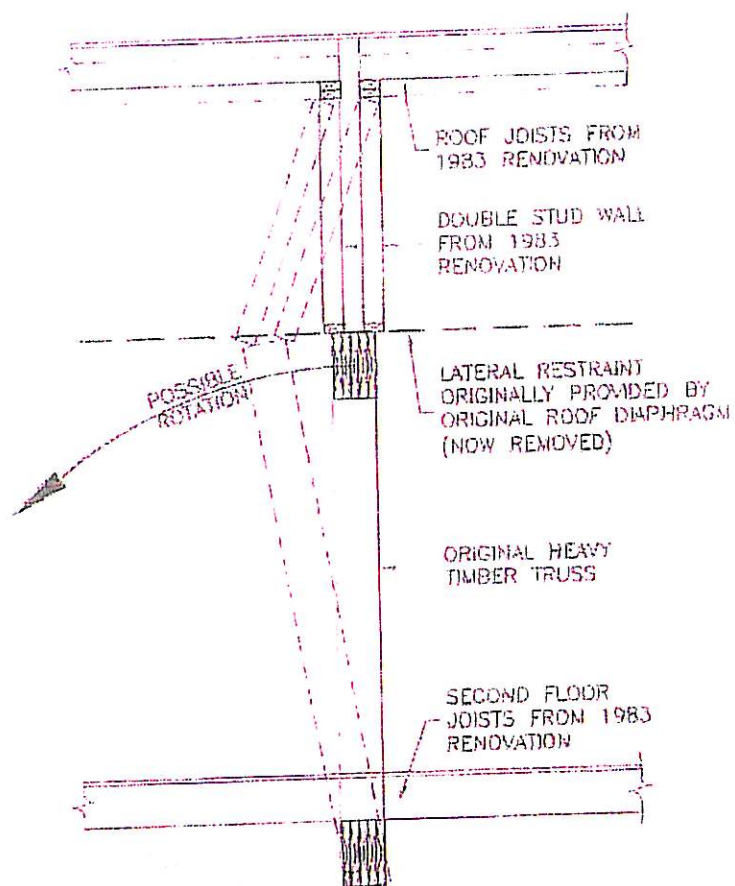 ROOF JOISTS FROM
1983 RENOVATION
DOUBLE STUD WALL
FROM 1983
RENOVATION
POSSIBLE
ROTATION
LATERAL RESTRAINT
ORIGINALLY PROVIDED BY
ORIGINAL ROOF DIAPHRAGM
(NOW REMOVED)
ORIGINAL HEAVY
TIMBER TRUSS
SECOND FLOOR
JOISTS FROM 1983
RENOVATION